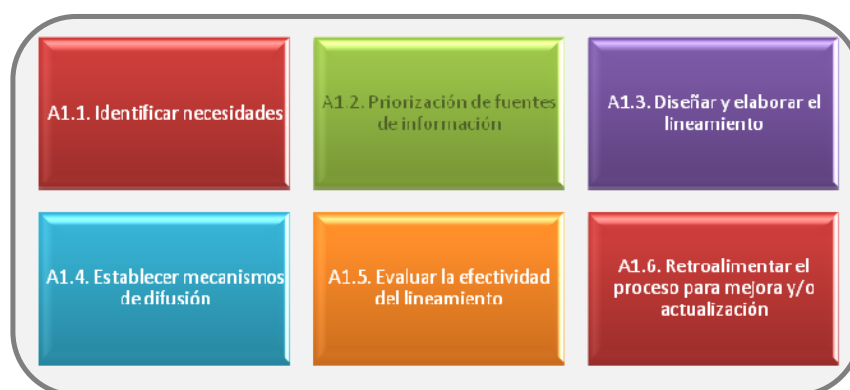 A1.1. Identificar necesidades
A1.2. Priorización de fuentes
de información
A1.3. Diseñar y elaborar el
lineamiento
A1.4. Establecer mecanismos
de difusión
A1.5. Evaluar la efectividad
del lineamiento
A1.6. Retroalimentar el
proceso para mejora y/o
actualización